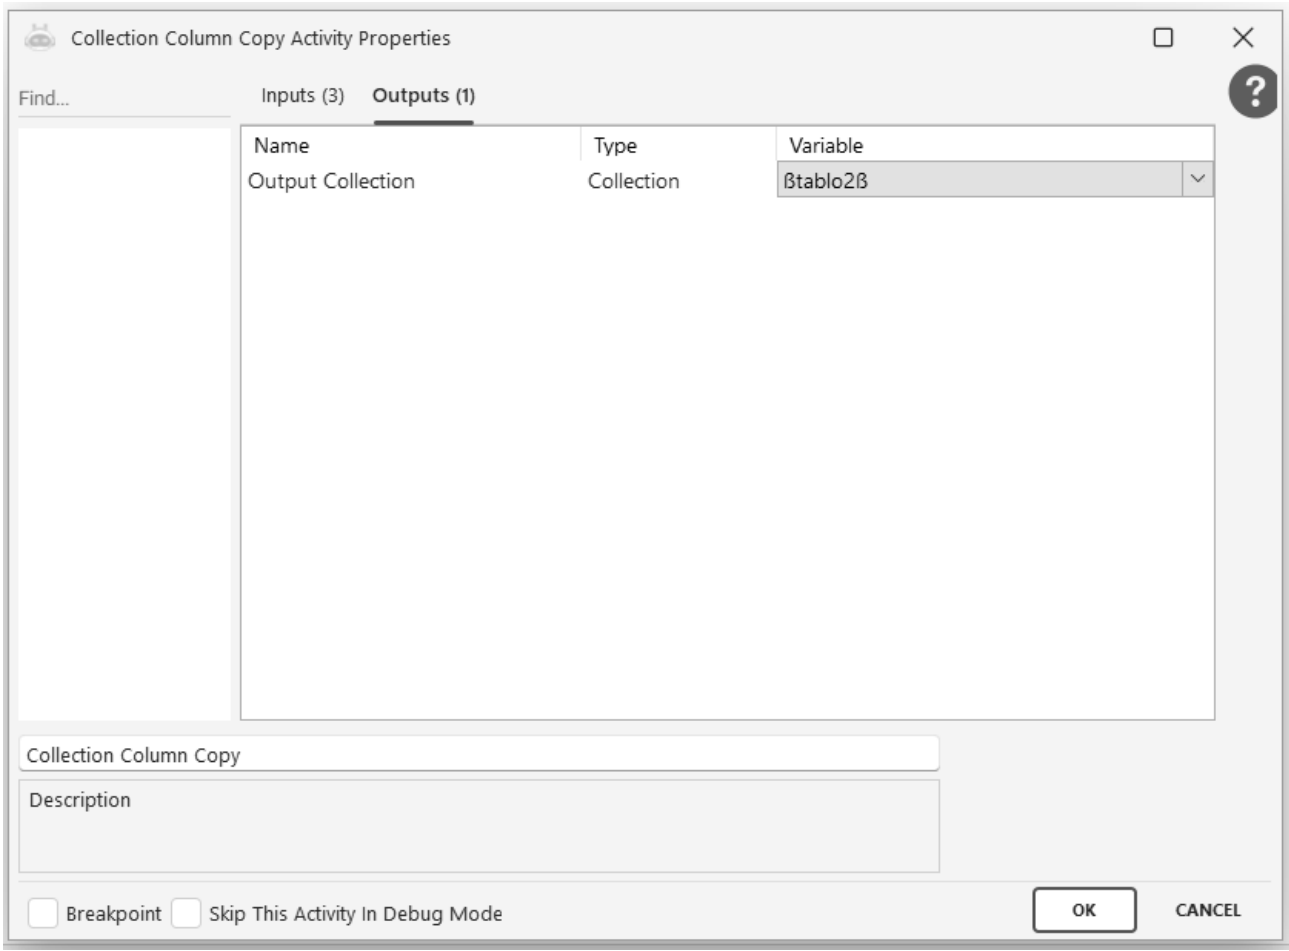 Collection Column Copy Activity Properties
Find...
Inputs (3) Outputs (1)
?
Name Type Variable
Output Collection Collection ßtablo2ß
Collection Column Copy
Description
Breakpoint Skip This Activity In Debug Mode
OK CANCEL